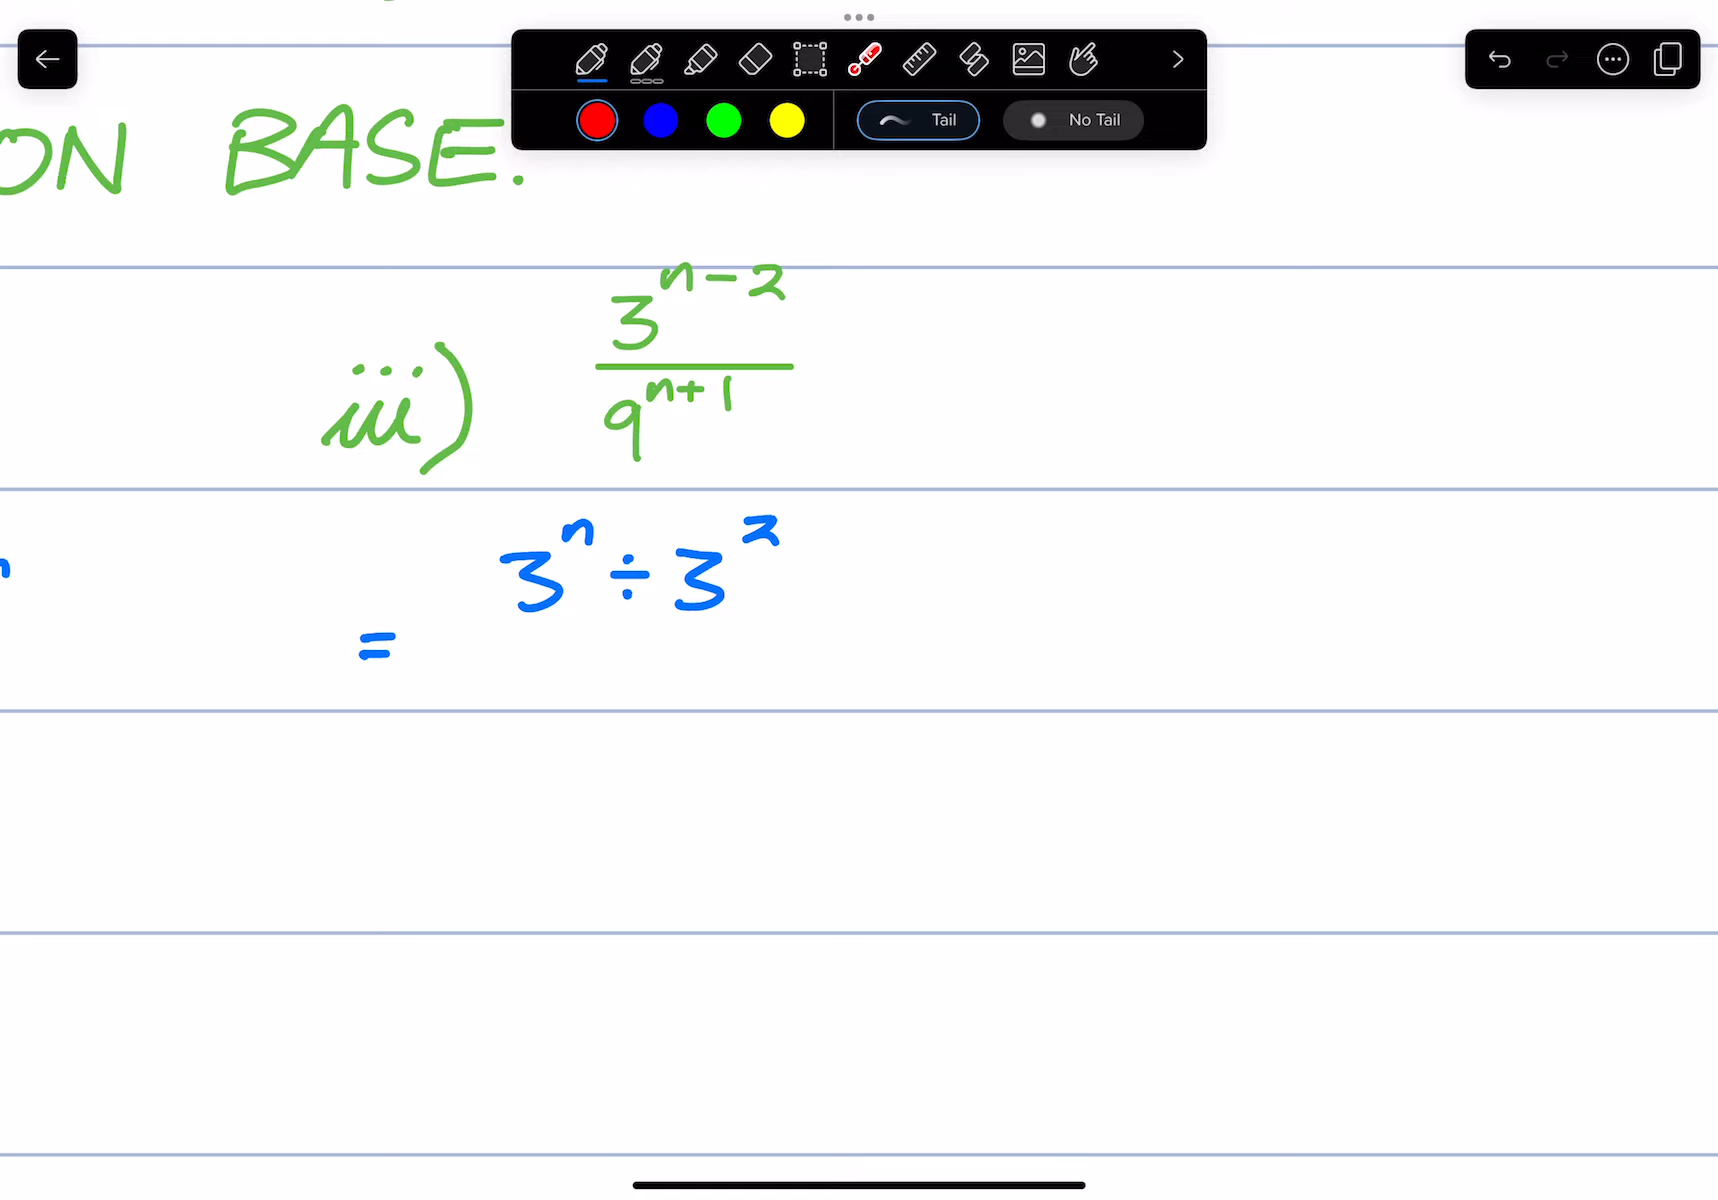 Tail No Tail
ON BASE.
iii) 3^{n-2} / 9^{n+1}
n
= 3^n ÷ 3^2